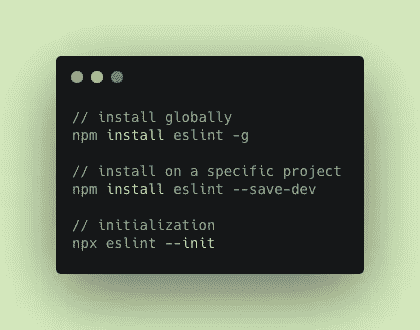 // install globally
npm install eslint -g
// install on a specific project
npm install eslint --save-dev
// initialization
npx eslint --init